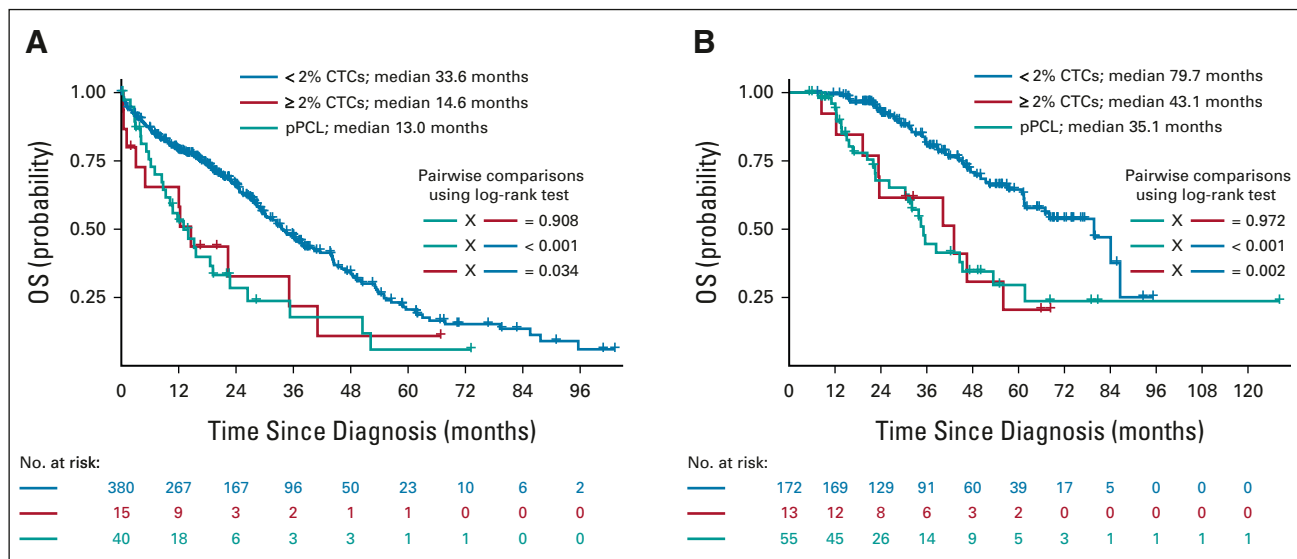 A
< 2% CTCs; median 33.6 months
≥ 2% CTCs; median 14.6 months
pPCL; median 13.0 months
Pairwise comparisons
using log-rank test
X = 0.908
X < 0.001
X = 0.034
OS (probability)
1.00
0.75
0.50
0.25
0 12 24 36 48 60 72 84 96
Time Since Diagnosis (months)
No. at risk:
380 267 167 96 50 23 10 6 2
15 9 3 2 1 1 0 0 0
40 18 6 3 3 1 1 0 0
B
< 2% CTCs; median 79.7 months
≥ 2% CTCs; median 43.1 months
pPCL; median 35.1 months
Pairwise comparisons
using log-rank test
X = 0.972
X < 0.001
X = 0.002
OS (probability)
1.00
0.75
0.50
0.25
0 12 24 36 48 60 72 84 96 108 120
Time Since Diagnosis (months)
No. at risk:
172 169 129 91 60 39 17 5 0 0 0
13 12 8 6 3 2 0 0 0 0 0
55 45 26 14 9 5 3 1 1 1 1